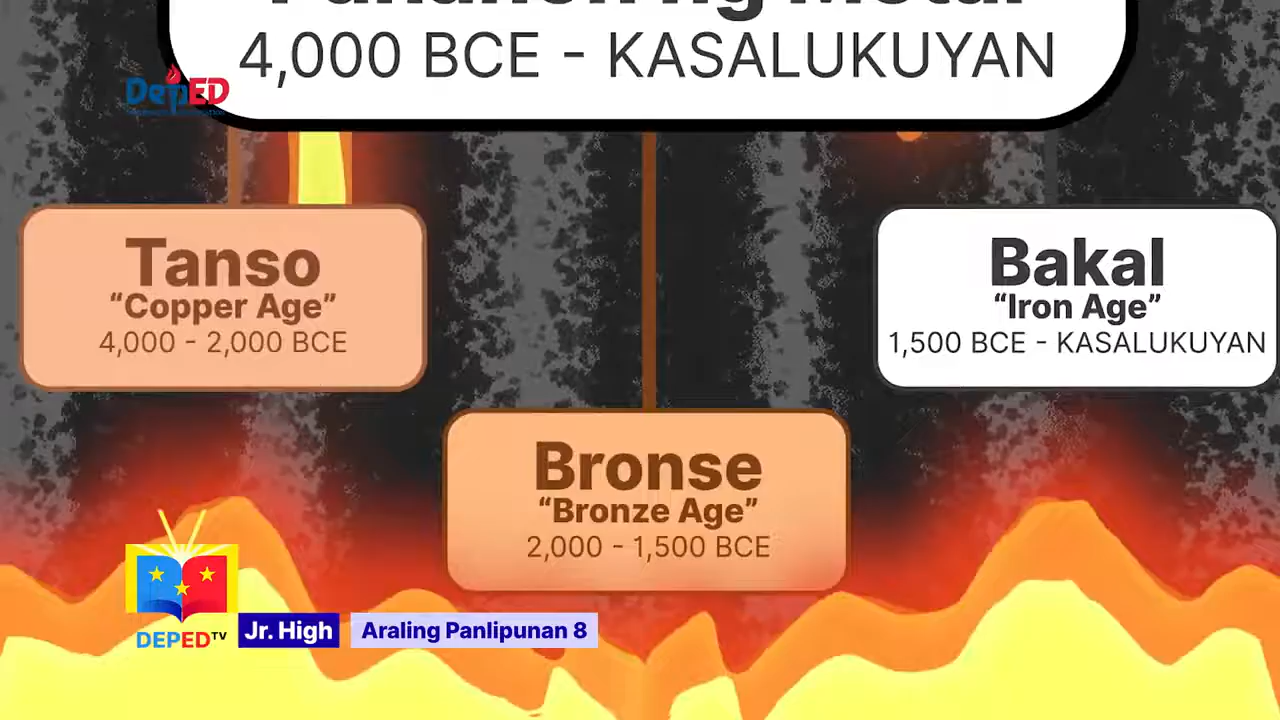 4,000 BCE - KASALUKUYAN
DepED
Tanso
“Copper Age”
4,000 - 2,000 BCE
Bakal
“Iron Age”
1,500 BCE - KASALUKUYAN
Bronse
“Bronze Age”
2,000 - 1,500 BCE
DEPED TV
Jr. High
Araling Panlipunan 8